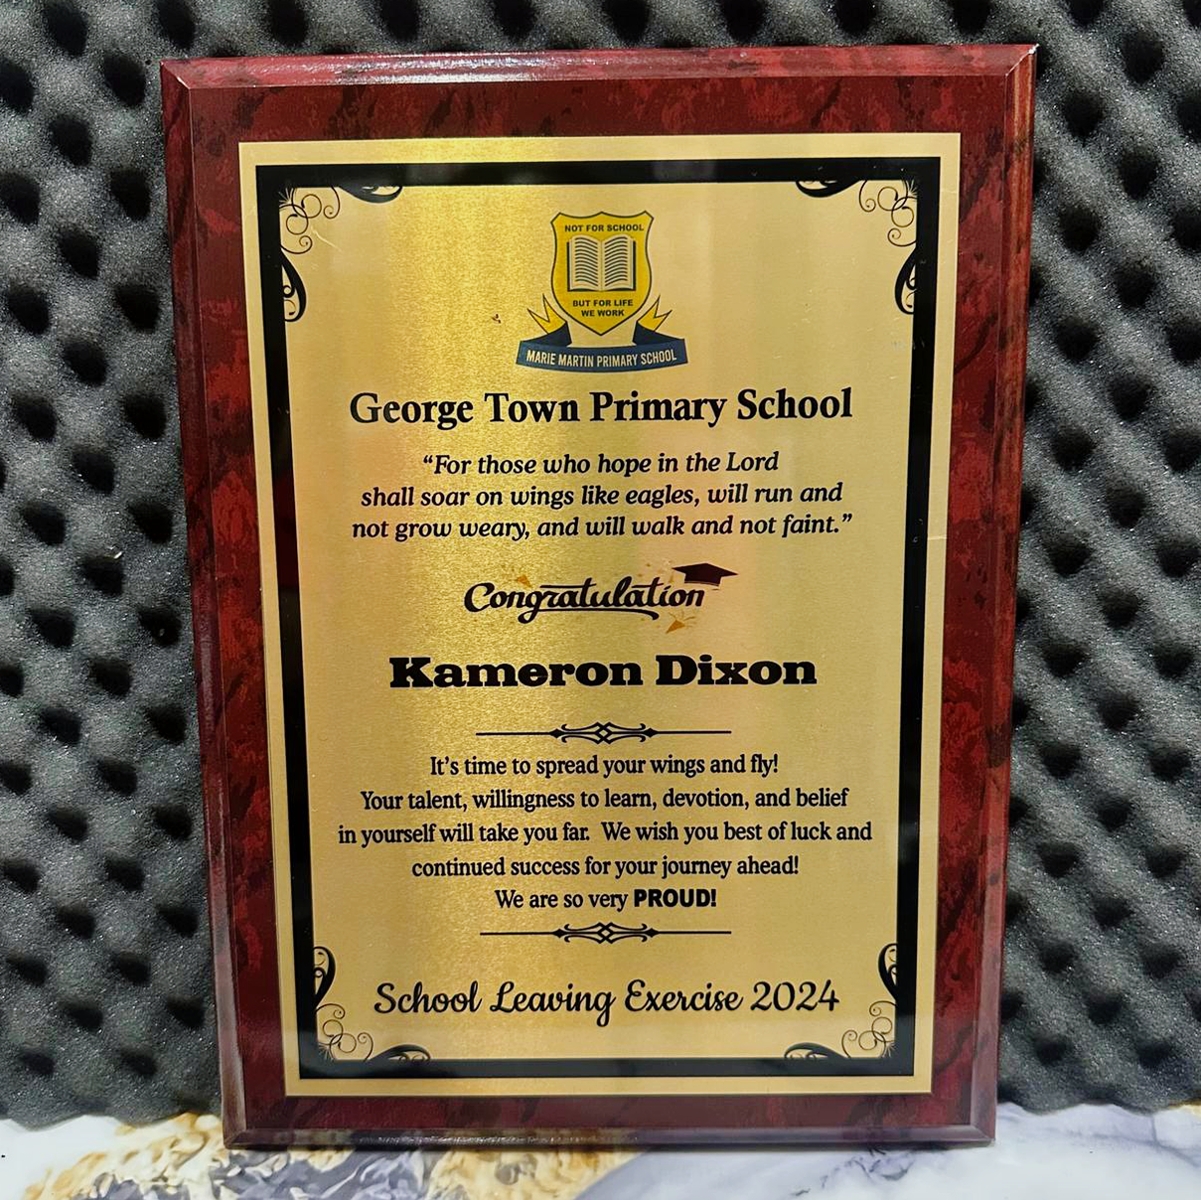 NOT FOR SCHOOL
BUT FOR LIFE
WE WORK
MARIE MARTIN PRIMARY SCHOOL
George Town Primary School
“For those who hope in the Lord
shall soar on wings like eagles, will run and
not grow weary, and will walk and not faint.”
Congratulation
Kameron Dixon
It’s time to spread your wings and fly!
Your talent, willingness to learn, devotion, and belief
in yourself will take you far. We wish you best of luck and
continued success for your journey ahead!
We are so very PROUD!
School Leaving Exercise 2024